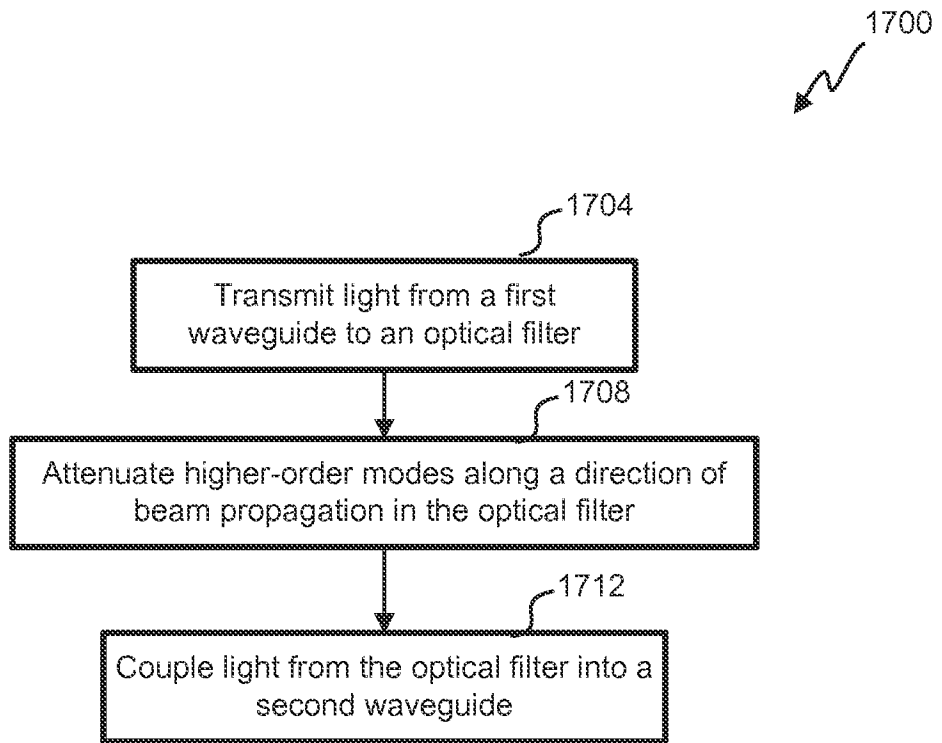 1700
1704
Transmit light from a first
waveguide to an optical filter
1708
Attenuate higher-order modes along a direction of
beam propagation in the optical filter
1712
Couple light from the optical filter into a
second waveguide